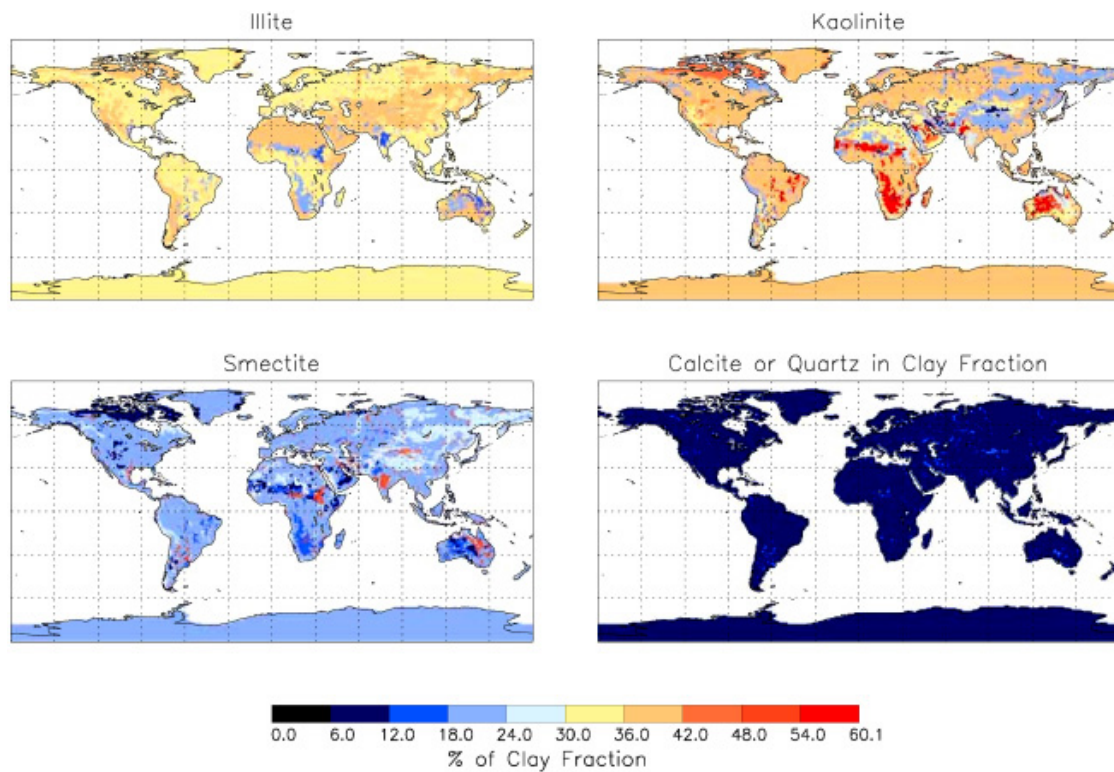 Illite
Kaolinite
Smectite
Calcite or Quartz in Clay Fraction
0.0 6.0 12.0 18.0 24.0 30.0 36.0 42.0 48.0 54.0 60.1
% of Clay Fraction